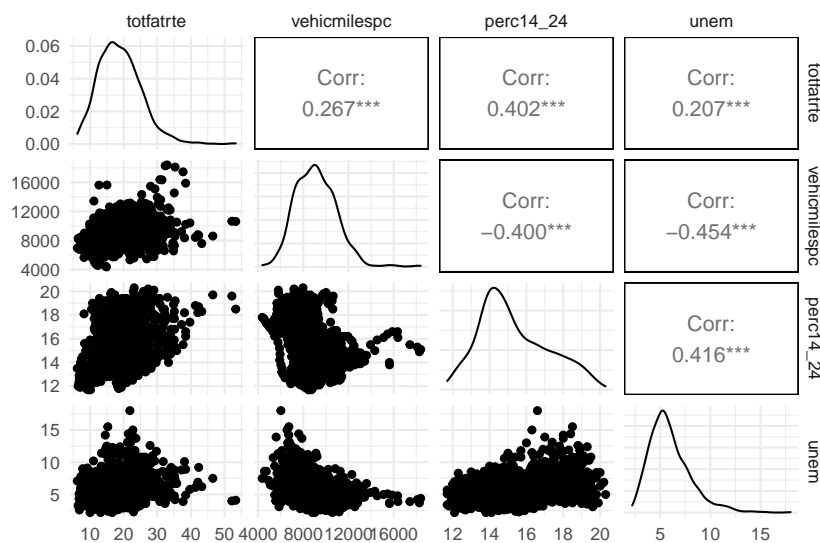 totfatrte vehicmilespc perc14_24 unem
0.06
0.04
0.02
0.00
Corr:
0.267***
Corr:
0.402***
Corr:
0.207***
totfatrte
16000
12000
8000
4000
Corr:
−0.400***
Corr:
−0.454***
vehicmilespc
20
18
16
14
12
Corr:
0.416***
perc14_24
15
10
5
unem
10 20 30 40 50 4000 8000 12000 16000 12 14 16 18 20 5 10 15